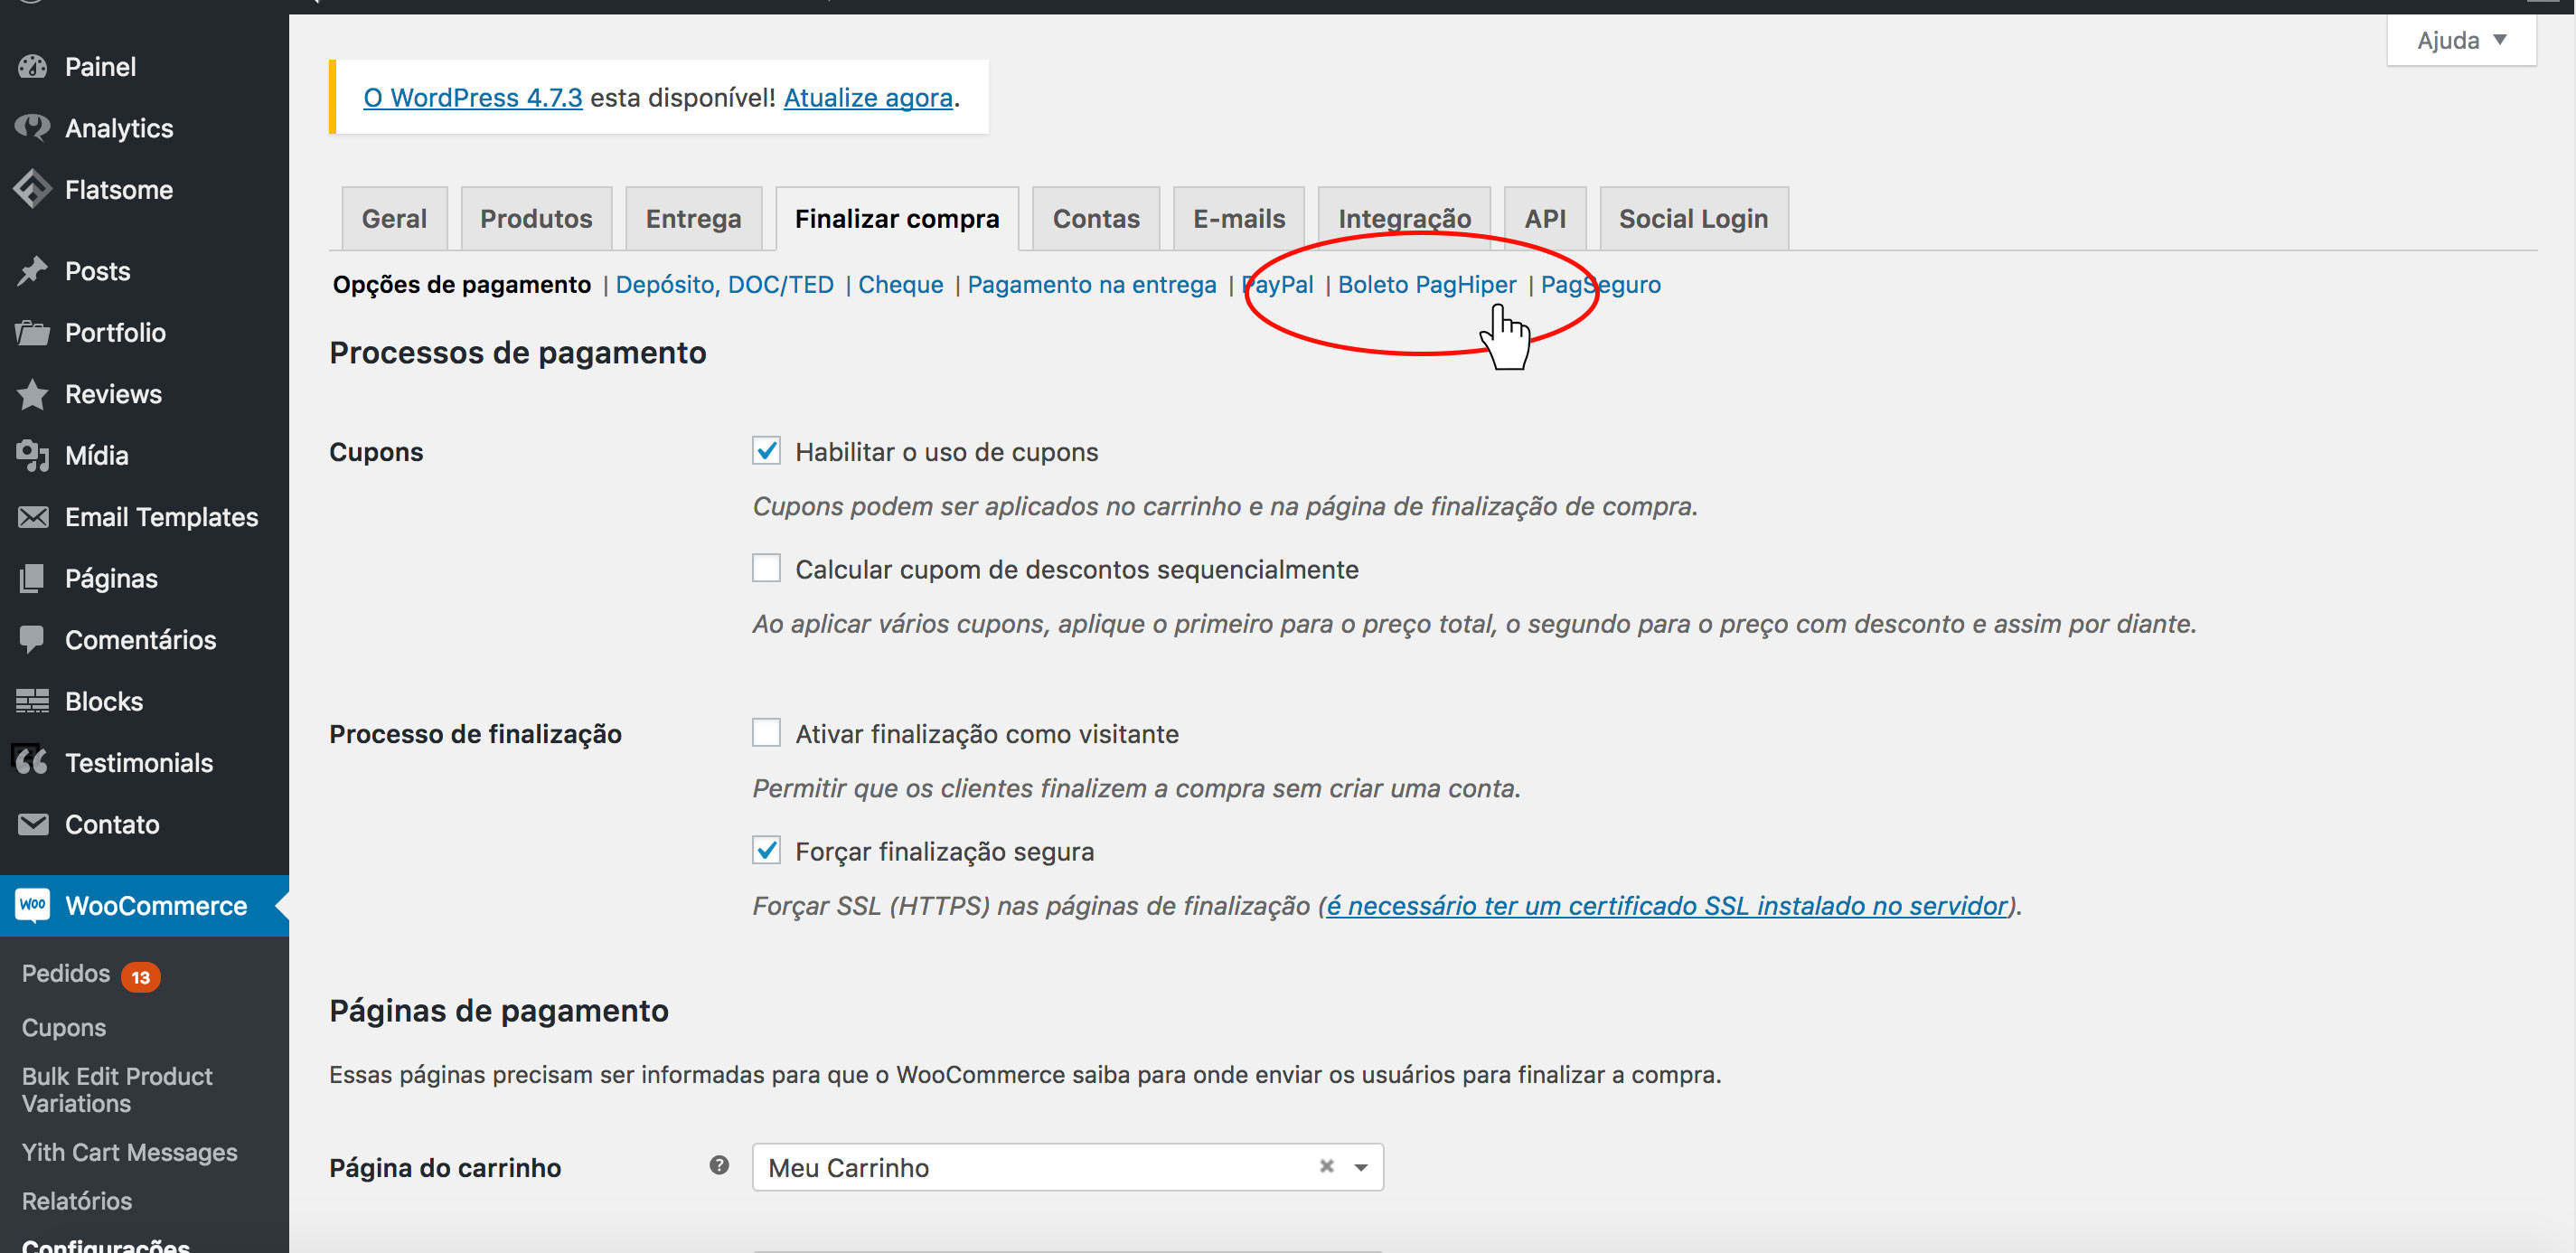 Ajuda
Painel
Analytics
Flatsome
Posts
Portfolio
Reviews
Mídia
Email Templates
Páginas
Comentários
Blocks
Testimonials
Contato
Woo WooCommerce
Pedidos 13
Cupons
Bulk Edit Product
Variations
Yith Cart Messages
Relatórios
Configurações
O WordPress 4.7.3 esta disponível! Atualize agora.
Geral Produtos Entrega Finalizar compra Contas E-mails Integração API Social Login
Opções de pagamento | Depósito, DOC/TED | Cheque | Pagamento na entrega | PayPal | Boleto PagHiper | PagSeguro
Processos de pagamento
Cupons Habilitar o uso de cupons
Cupons podem ser aplicados no carrinho e na página de finalização de compra.
Calcular cupom de descontos sequencialmente
Ao aplicar vários cupons, aplique o primeiro para o preço total, o segundo para o preço com desconto e assim por diante.
Processo de finalização Ativar finalização como visitante
Permitir que os clientes finalizem a compra sem criar uma conta.
Forçar finalização segura
Forçar SSL (HTTPS) nas páginas de finalização (é necessário ter um certificado SSL instalado no servidor).
Páginas de pagamento
Essas páginas precisam ser informadas para que o WooCommerce saiba para onde enviar os usuários para finalizar a compra.
Página do carrinho ? Meu Carrinho ×